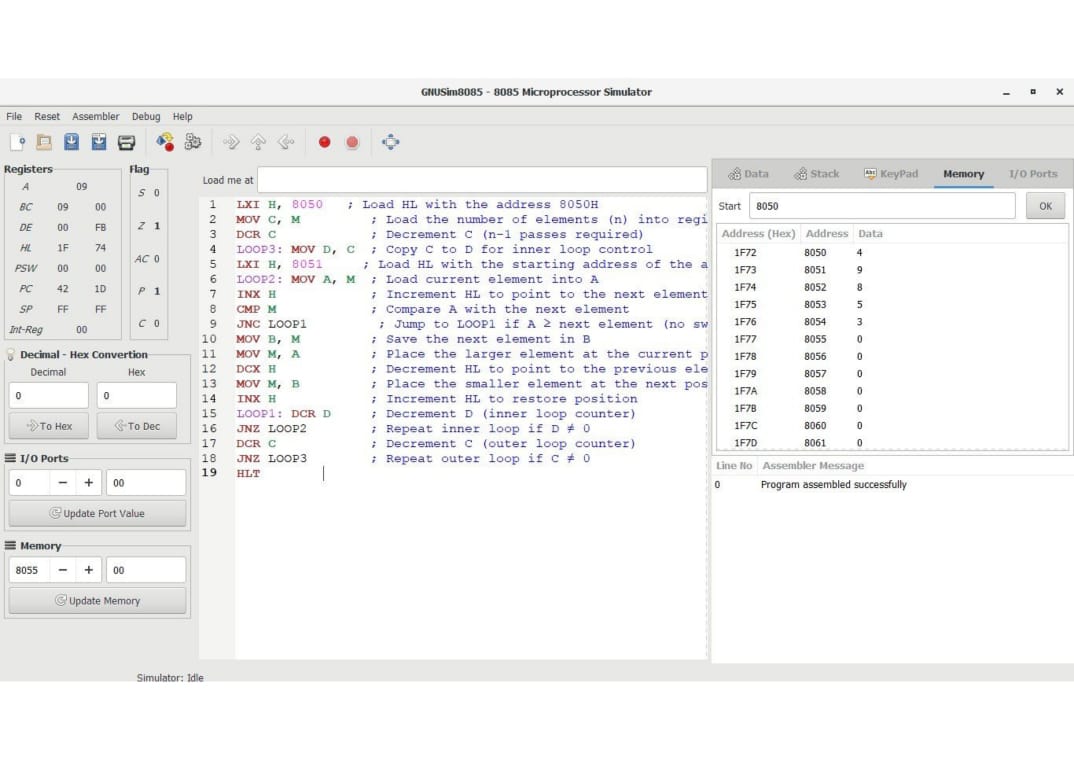 GNUSim8085 - 8085 Microprocessor Simulator
File Reset Assembler Debug Help
Registers
A 09
BC 09 00
DE 00 FB
HL 1F 74
PSW 00 00
PC 42 1D
SP FF FF
Int-Reg 00
Flag
S 0
Z 1
AC 0
P 1
C 0
Decimal - Hex Convertion
Decimal Hex
0 0
To Hex To Dec
I/O Ports
0 − + 00
Update Port Value
Memory
8055 − + 00
Update Memory
Load me at
1 LXI H, 8050 ; Load HL with the address 8050H
2 MOV C, M ; Load the number of elements (n) into regi
3 DCR C ; Decrement C (n-1 passes required)
4 LOOP3: MOV D, C ; Copy C to D for inner loop control
5 LXI H, 8051 ; Load HL with the starting address of the a
6 LOOP2: MOV A, M ; Load current element into A
7 INX H ; Increment HL to point to the next element
8 CMP M ; Compare A with the next element
9 JNC LOOP1 ; Jump to LOOP1 if A ≥ next element (no sw
10 MOV B, M ; Save the next element in B
11 MOV M, A ; Place the larger element at the current p
12 DCX H ; Decrement HL to point to the previous ele
13 MOV M, B ; Place the smaller element at the next pos
14 INX H ; Increment HL to restore position
15 LOOP1: DCR D ; Decrement D (inner loop counter)
16 JNZ LOOP2 ; Repeat inner loop if D ≠ 0
17 DCR C ; Decrement C (outer loop counter)
18 JNZ LOOP3 ; Repeat outer loop if C ≠ 0
19 HLT
Data Stack KeyPad Memory I/O Ports
Start 8050 OK
Address (Hex) Address Data
1F72 8050 4
1F73 8051 9
1F74 8052 8
1F75 8053 5
1F76 8054 3
1F77 8055 0
1F78 8056 0
1F79 8057 0
1F7A 8058 0
1F7B 8059 0
1F7C 8060 0
1F7D 8061 0
Line No Assembler Message
0 Program assembled successfully
Simulator: Idle